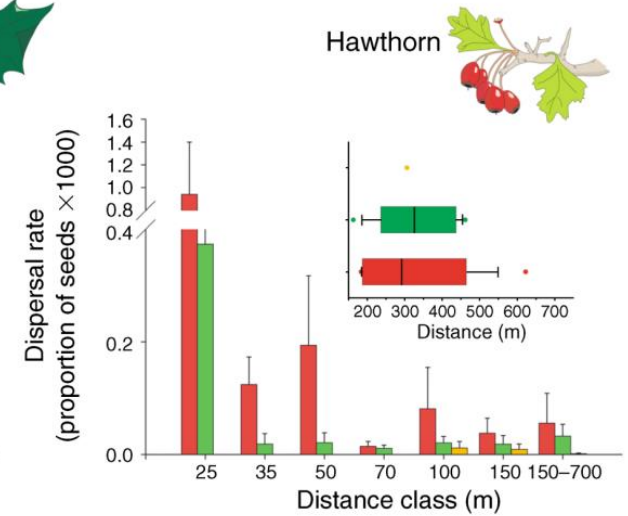 Hawthorn
Dispersal rate
(proportion of seeds ×1000)
1.6
1.4
1.2
1.0
0.8
0.4
0.2
0.0
200 300 400 500 600 700
Distance (m)
25 35 50 70 100 150 150–700
Distance class (m)